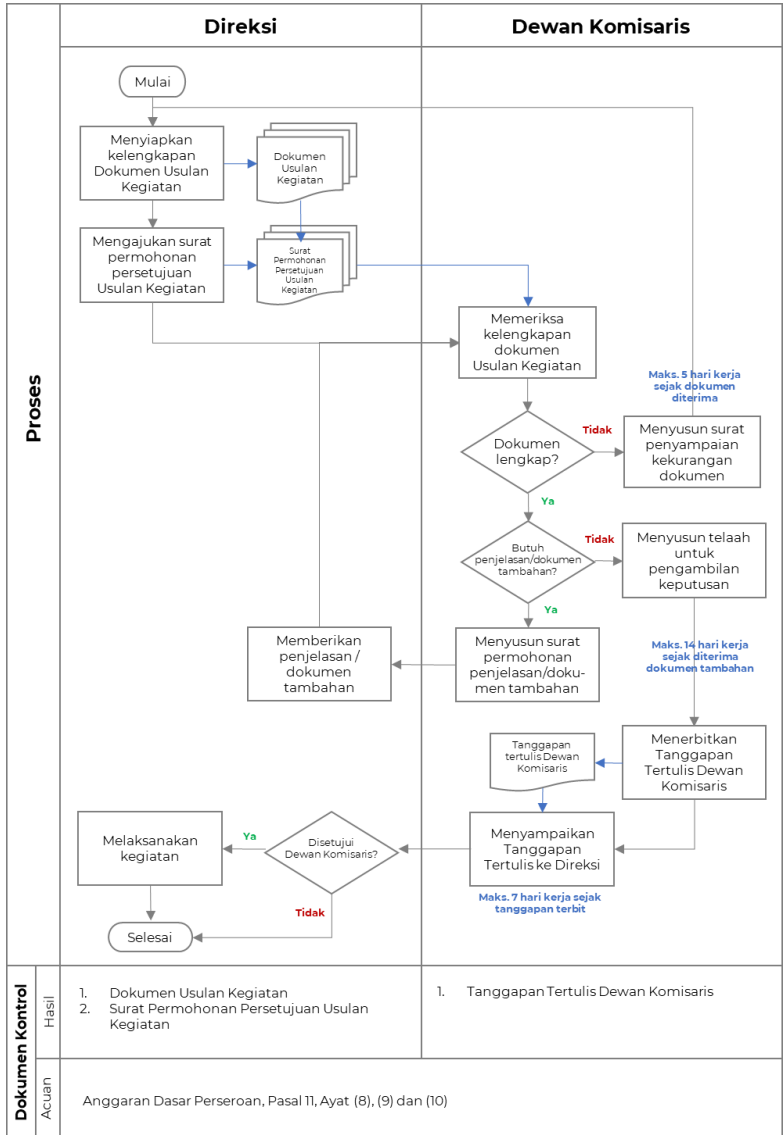 Direksi
Dewan Komisaris
Proses
Mulai
Menyiapkan
kelengkapan
Dokumen Usulan
Kegiatan
Dokumen
Usulan
Kegiatan
Mengajukan surat
permohonan
persetujuan
Usulan Kegiatan
Surat
Permohonan
Persetujuan
Usulan
Kegiatan
Memeriksa
kelengkapan
dokumen
Usulan Kegiatan
Maks. 5 hari kerja
sejak dokumen
diterima
Dokumen
lengkap?
Tidak
Menyusun surat
penyampaian
kekurangan
dokumen
Ya
Butuh
penjelasan/dokumen
tambahan?
Tidak
Menyusun telaah
untuk
pengambilan
keputusan
Ya
Memberikan
penjelasan /
dokumen
tambahan
Menyusun surat
permohonan
penjelasan/doku-
men tambahan
Maks. 14 hari kerja
sejak diterima
dokumen tambahan
Tanggapan
tertulis Dewan
Komisaris
Menerbitkan
Tanggapan
Tertulis Dewan
Komisaris
Melaksanakan
kegiatan
Ya
Disetujui
Dewan Komisaris?
Menyampaikan
Tanggapan
Tertulis ke Direksi
Maks. 7 hari kerja sejak
tanggapan terbit
Tidak
Selesai
Dokumen Kontrol
Hasil
1. Dokumen Usulan Kegiatan
2. Surat Permohonan Persetujuan Usulan
Kegiatan
1. Tanggapan Tertulis Dewan Komisaris
Acuan
Anggaran Dasar Perseroan, Pasal 11, Ayat (8), (9) dan (10)